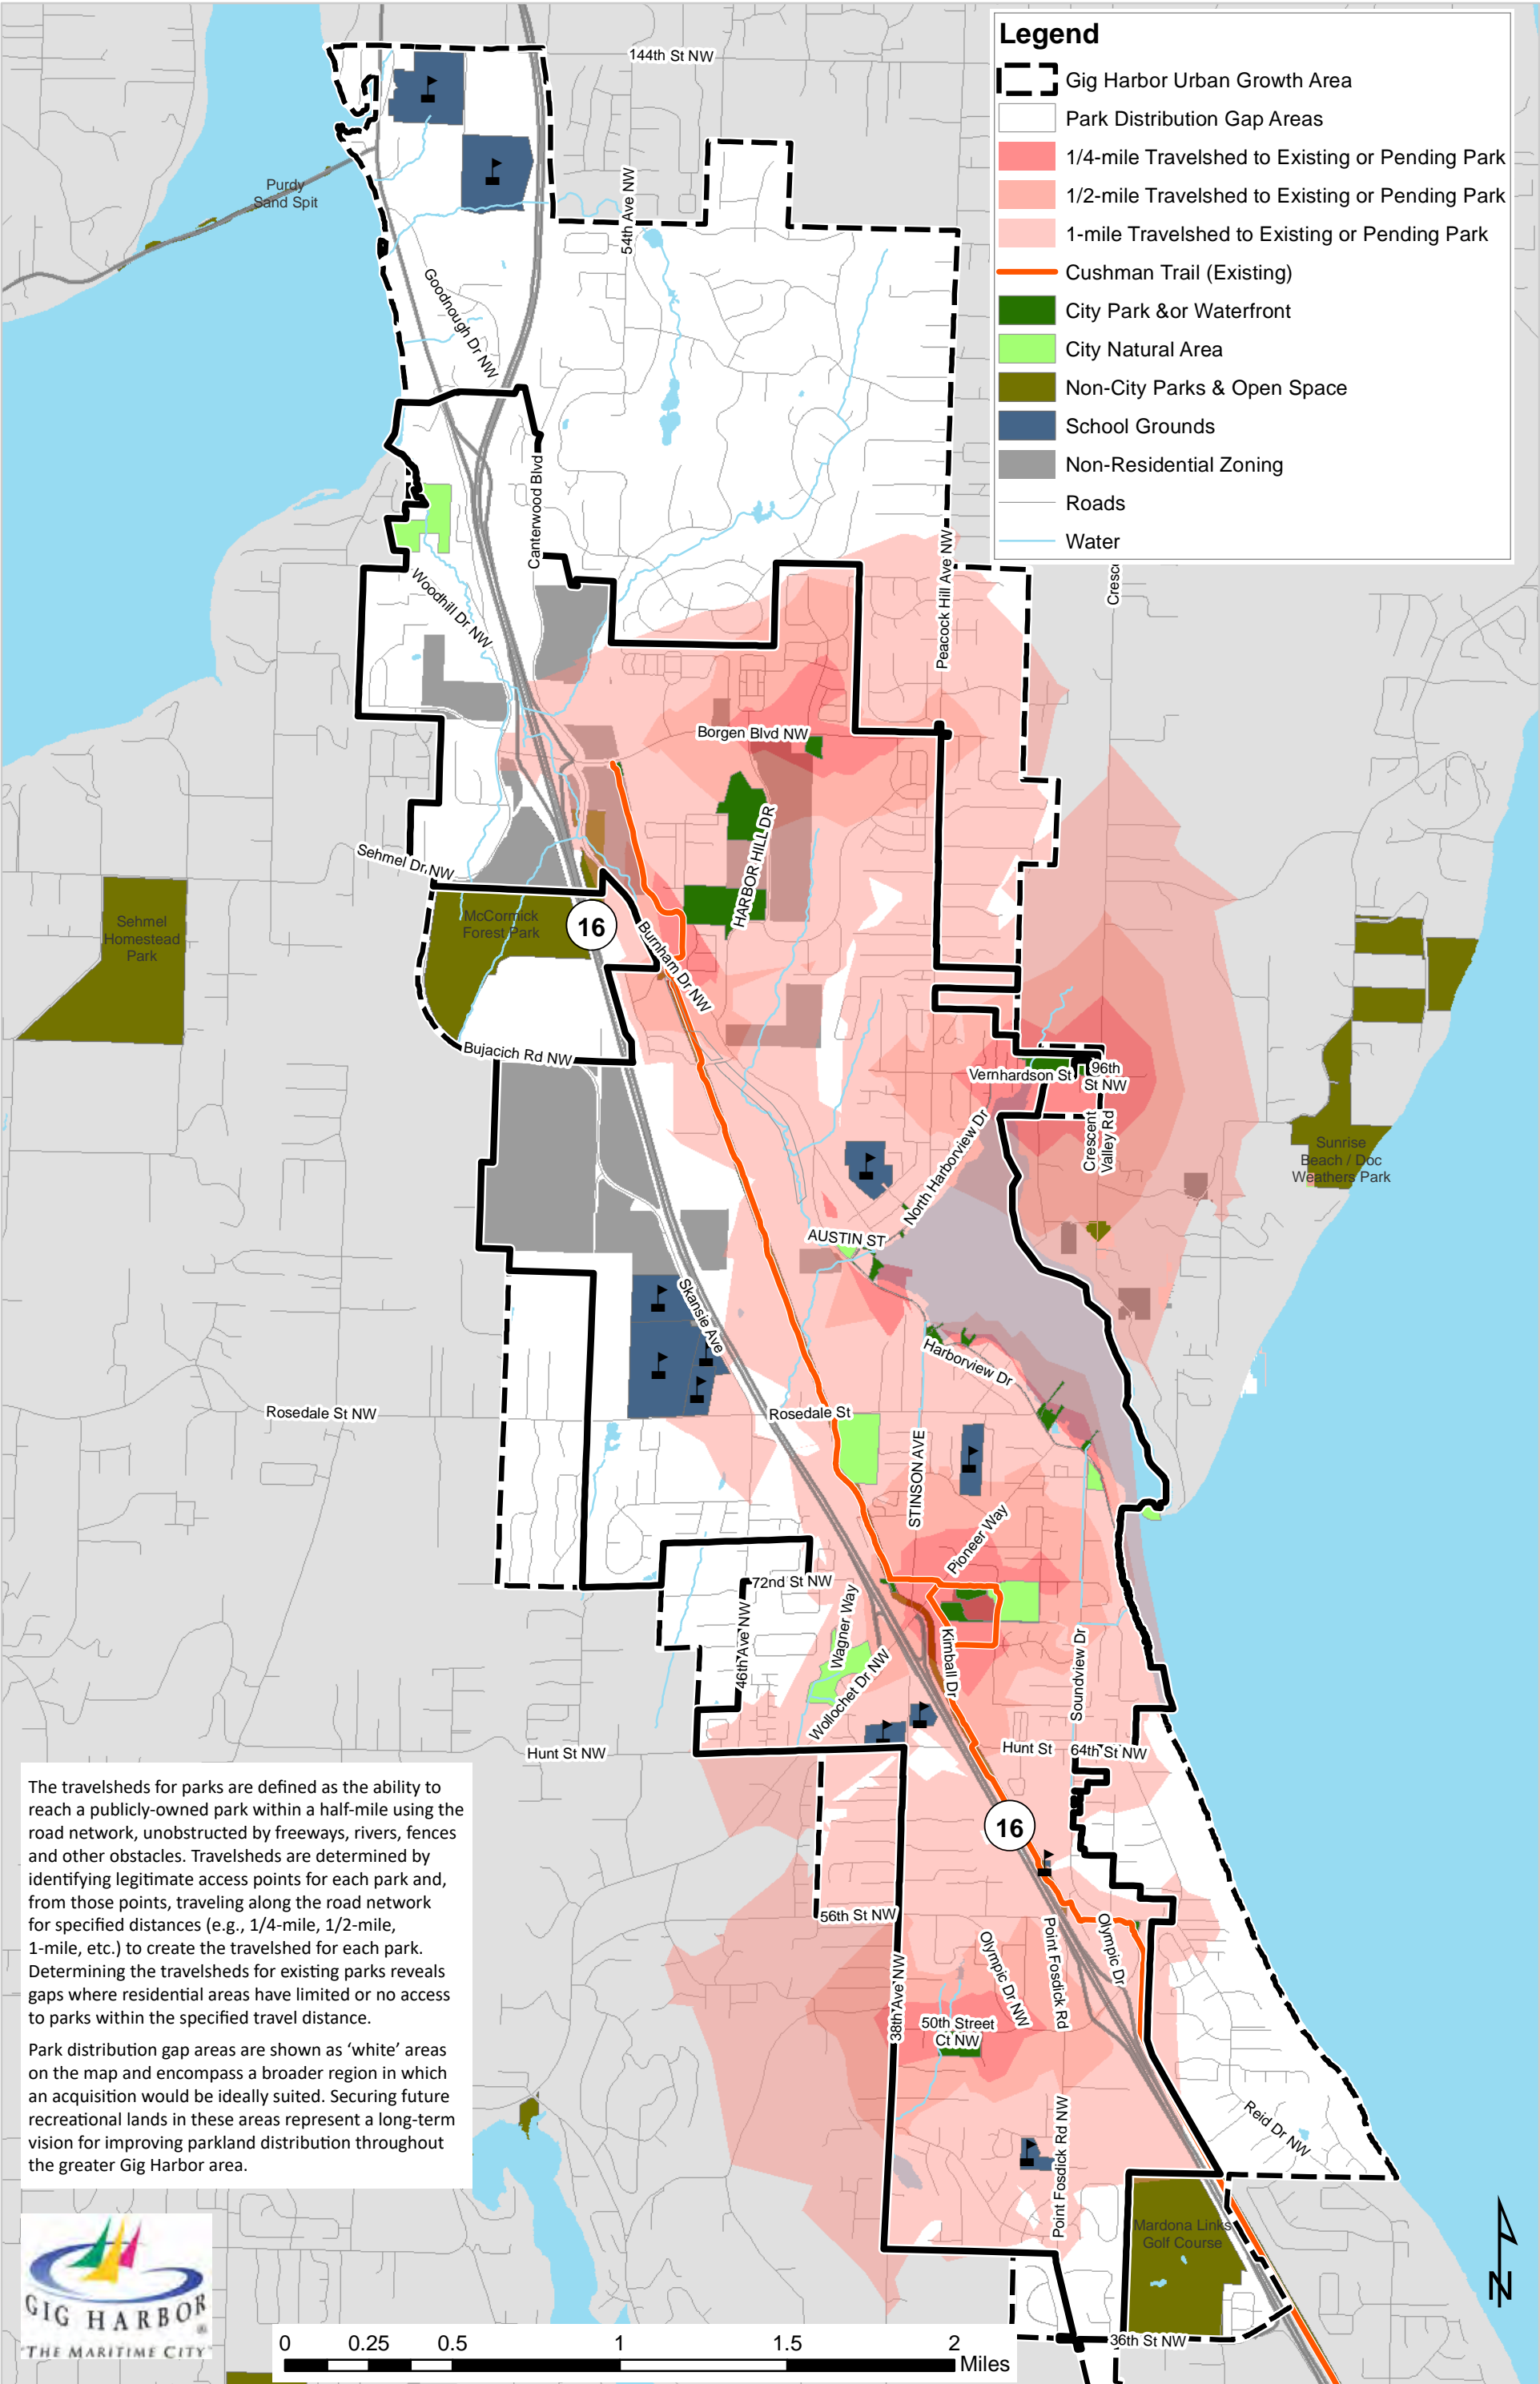 Legend
Gig Harbor Urban Growth Area
Park Distribution Gap Areas
1/4-mile Travelshed to Existing or Pending Park
1/2-mile Travelshed to Existing or Pending Park
1-mile Travelshed to Existing or Pending Park
Cushman Trail (Existing)
City Park &or Waterfront
City Natural Area
Non-City Parks & Open Space
School Grounds
Non-Residential Zoning
Roads
Water
144th St NW
Purdy
Sand Spit
54th Ave NW
Goodnough Dr NW
Canterwood Blvd
Peacock Hill Ave NW
Cresc
Woodhill Dr NW
Borgen Blvd NW
HARBOR HILL DR
Sehmel Dr NW
Sehmel
Homestead
Park
McCormick
Forest Park
16
Burnham Dr NW
Bujacich Rd NW
Vernhardson St
96th
St NW
Crescent
Valley Rd
Sunrise
Beach / Doc
Weathers Park
North Harborview Dr
AUSTIN ST
Skansie Ave
Harborview Dr
Rosedale St NW
Rosedale St
STINSON AVE
Pioneer Way
72nd St NW
46th Ave NW
Wagner Way
Wollochet Dr NW
Kimball Dr
Soundview Dr
Hunt St NW
Hunt St
64th St NW
16
56th St NW
38th Ave NW
Olympic Dr NW
Point Fosdick Rd
Olympic Dr
50th Street
Ct NW
Point Fosdick Rd NW
Reid Dr NW
Mardona Links
Golf Course
36th St NW
The travelsheds for parks are defined as the ability to
reach a publicly-owned park within a half-mile using the
road network, unobstructed by freeways, rivers, fences
and other obstacles. Travelsheds are determined by
identifying legitimate access points for each park and,
from those points, traveling along the road network
for specified distances (e.g., 1/4-mile, 1/2-mile,
1-mile, etc.) to create the travelshed for each park.
Determining the travelsheds for existing parks reveals
gaps where residential areas have limited or no access
to parks within the specified travel distance.
Park distribution gap areas are shown as ‘white’ areas
on the map and encompass a broader region in which
an acquisition would be ideally suited. Securing future
recreational lands in these areas represent a long-term
vision for improving parkland distribution throughout
the greater Gig Harbor area.
GIG HARBOR®
"THE MARITIME CITY"
0 0.25 0.5 1 1.5 2
Miles
N